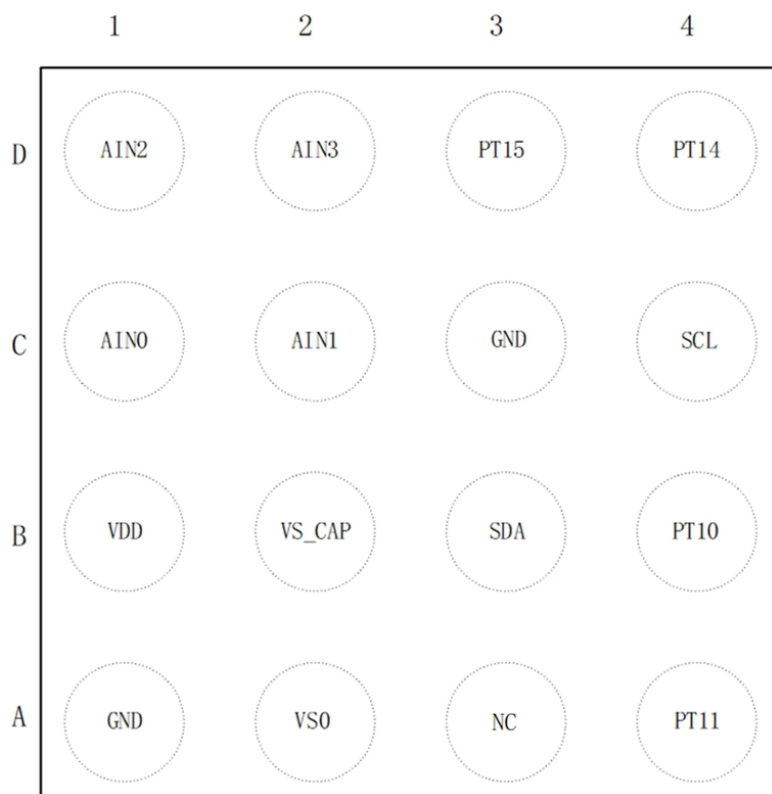 1 2 3 4
D AIN2 AIN3 PT15 PT14
C AIN0 AIN1 GND SCL
B VDD VS_CAP SDA PT10
A GND VS0 NC PT11